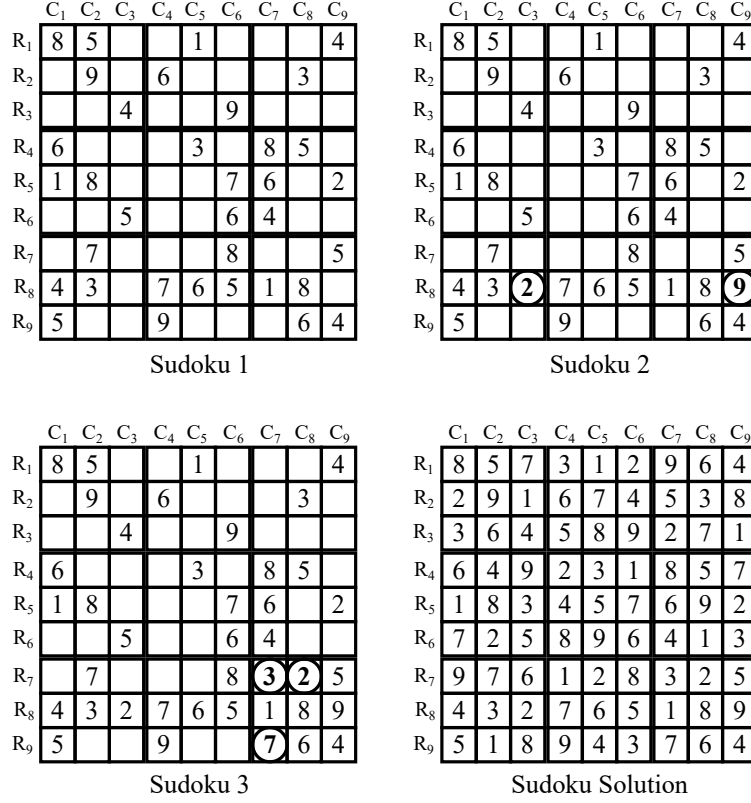 C₁ C₂ C₃ C₄ C₅ C₆ C₇ C₈ C₉
R₁ 8 5 1 4
R₂ 9 6 3
R₃ 4 9
R₄ 6 3 8 5
R₅ 1 8 7 6 2
R₆ 5 6 4
R₇ 7 8 5
R₈ 4 3 7 6 5 1 8
R₉ 5 9 6 4
Sudoku 1
C₁ C₂ C₃ C₄ C₅ C₆ C₇ C₈ C₉
R₁ 8 5 1 4
R₂ 9 6 3
R₃ 4 9
R₄ 6 3 8 5
R₅ 1 8 7 6 2
R₆ 5 6 4
R₇ 7 8 5
R₈ 4 3 2 7 6 5 1 8 9
R₉ 5 9 6 4
Sudoku 2
C₁ C₂ C₃ C₄ C₅ C₆ C₇ C₈ C₉
R₁ 8 5 1 4
R₂ 9 6 3
R₃ 4 9
R₄ 6 3 8 5
R₅ 1 8 7 6 2
R₆ 5 6 4
R₇ 7 8 3 2 5
R₈ 4 3 2 7 6 5 1 8 9
R₉ 5 9 7 6 4
Sudoku 3
C₁ C₂ C₃ C₄ C₅ C₆ C₇ C₈ C₉
R₁ 8 5 7 3 1 2 9 6 4
R₂ 2 9 1 6 7 4 5 3 8
R₃ 3 6 4 5 8 9 2 7 1
R₄ 6 4 9 2 3 1 8 5 7
R₅ 1 8 3 4 5 7 6 9 2
R₆ 7 2 5 8 9 6 4 1 3
R₇ 9 7 6 1 2 8 3 2 5
R₈ 4 3 2 7 6 5 1 8 9
R₉ 5 1 8 9 4 3 7 6 4
Sudoku Solution